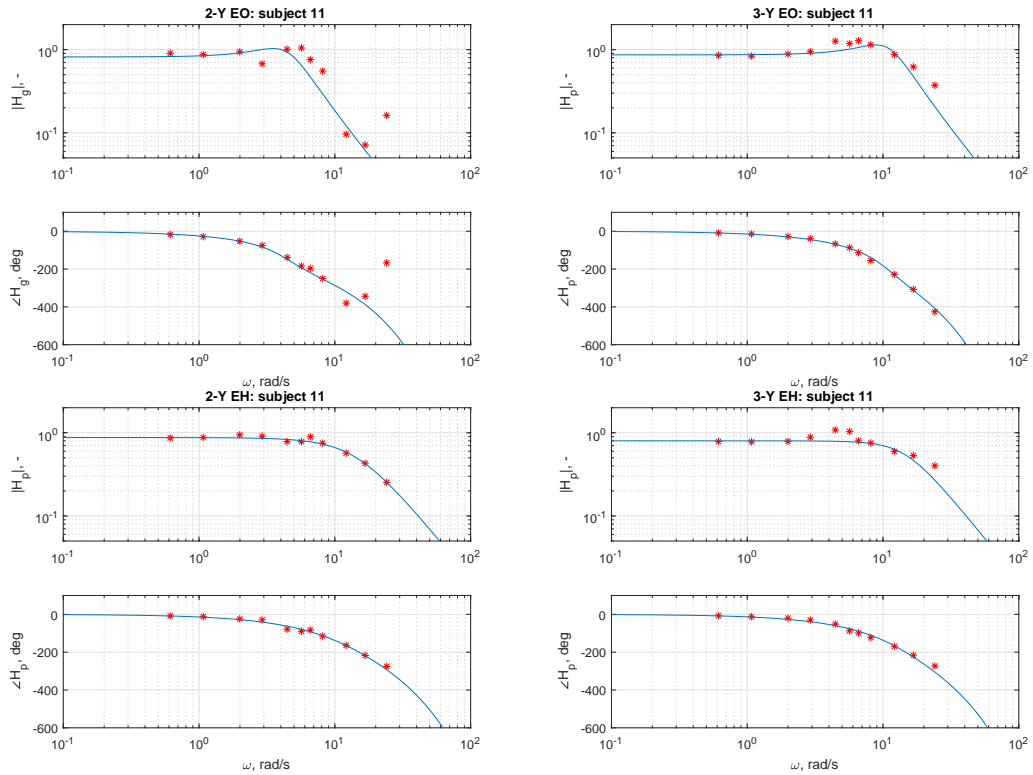 2-Y EO: subject 11
|H_g|, -
10^0
10^-1
10^-1 10^0 10^1 10^2
∠H_g, deg
0
-200
-400
-600
10^-1 10^0 10^1 10^2
ω, rad/s
3-Y EO: subject 11
|H_p|, -
10^0
10^-1
10^-1 10^0 10^1 10^2
∠H_p, deg
0
-200
-400
-600
10^-1 10^0 10^1 10^2
ω, rad/s
2-Y EH: subject 11
|H_p|, -
10^0
10^-1
10^-1 10^0 10^1 10^2
∠H_p, deg
0
-200
-400
-600
10^-1 10^0 10^1 10^2
ω, rad/s
3-Y EH: subject 11
|H_p|, -
10^0
10^-1
10^-1 10^0 10^1 10^2
∠H_p, deg
0
-200
-400
-600
10^-1 10^0 10^1 10^2
ω, rad/s